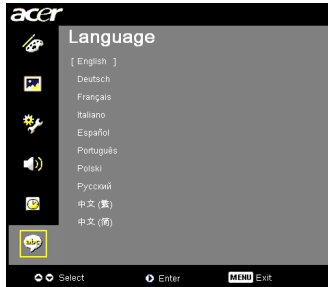 acer
Language
[ English ]
Deutsch
Français
Italiano
Español
Português
Polski
Русский
中文 (繁)
中文 (简)
abc
Select Enter MENU Exit